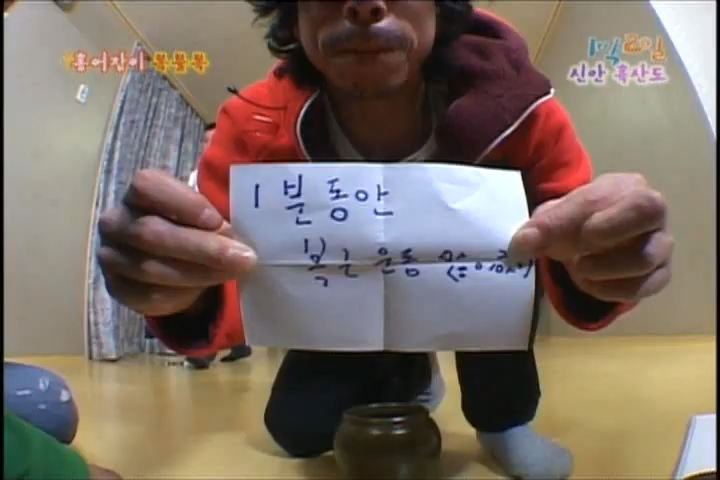 홍어잡이 복불복
1박2일
신안 흑산도
1분동안
복근 운동